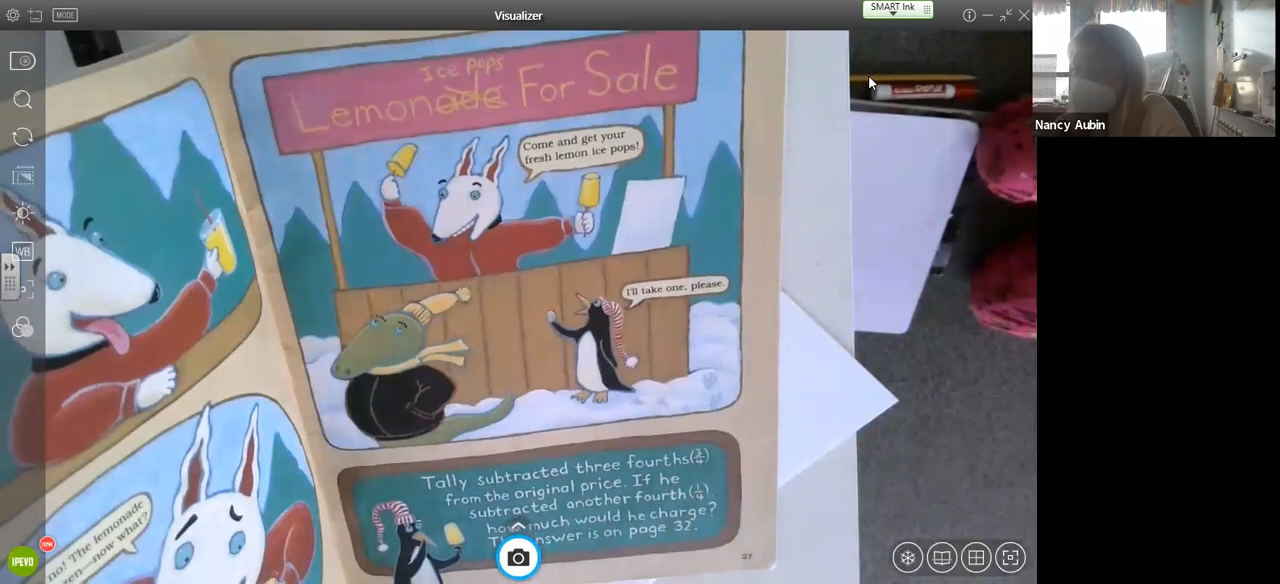 Visualizer
SMART Ink
MODE
Nancy Aubin
WB
new
IPEVO
Ice pops
Lemonade For Sale
Come and get your
fresh lemon ice pops!
I'll take one, please.
The lemonade
now what?
Tally subtracted three fourths (3/4)
from the original price. If he
subtracted another fourth (1/4)
how much would he charge?
answer is on page 32.
27